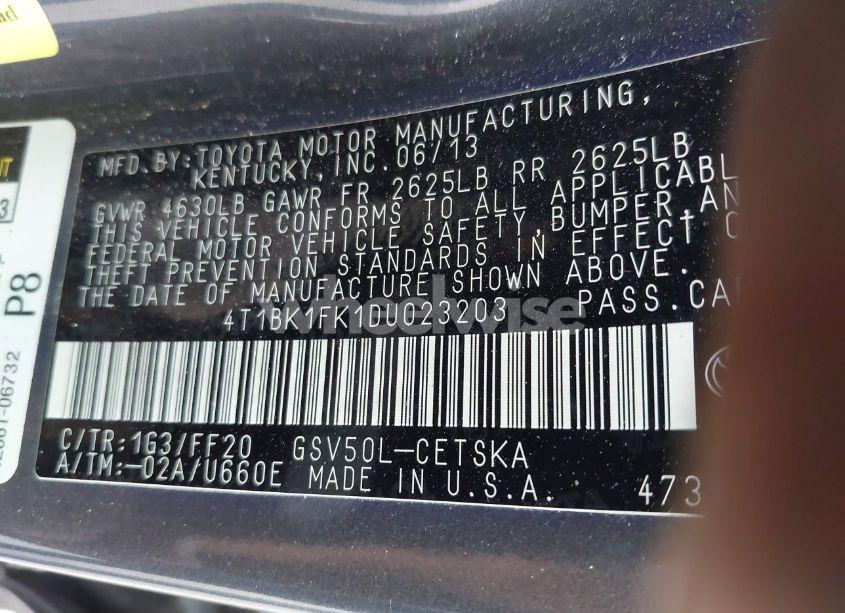 MFD. BY: TOYOTA MOTOR MANUFACTURING,
KENTUCKY, INC. 06/13
GVWR 4630LB GAWR FR 2625LB RR 2625LB
THIS VEHICLE CONFORMS TO ALL APPLICABL
FEDERAL MOTOR VEHICLE SAFETY, BUMPER, AN
THEFT PREVENTION STANDARDS IN EFFECT O
THE DATE OF MANUFACTURE SHOWN ABOVE.
4T1BK1FK1DU023203 PASS. CA
wheelwise
C/TR: 1G3/FF20 GSV50L-CETSKA
A/TM: -02A/U660E MADE IN U.S.A. 473
P8
06732